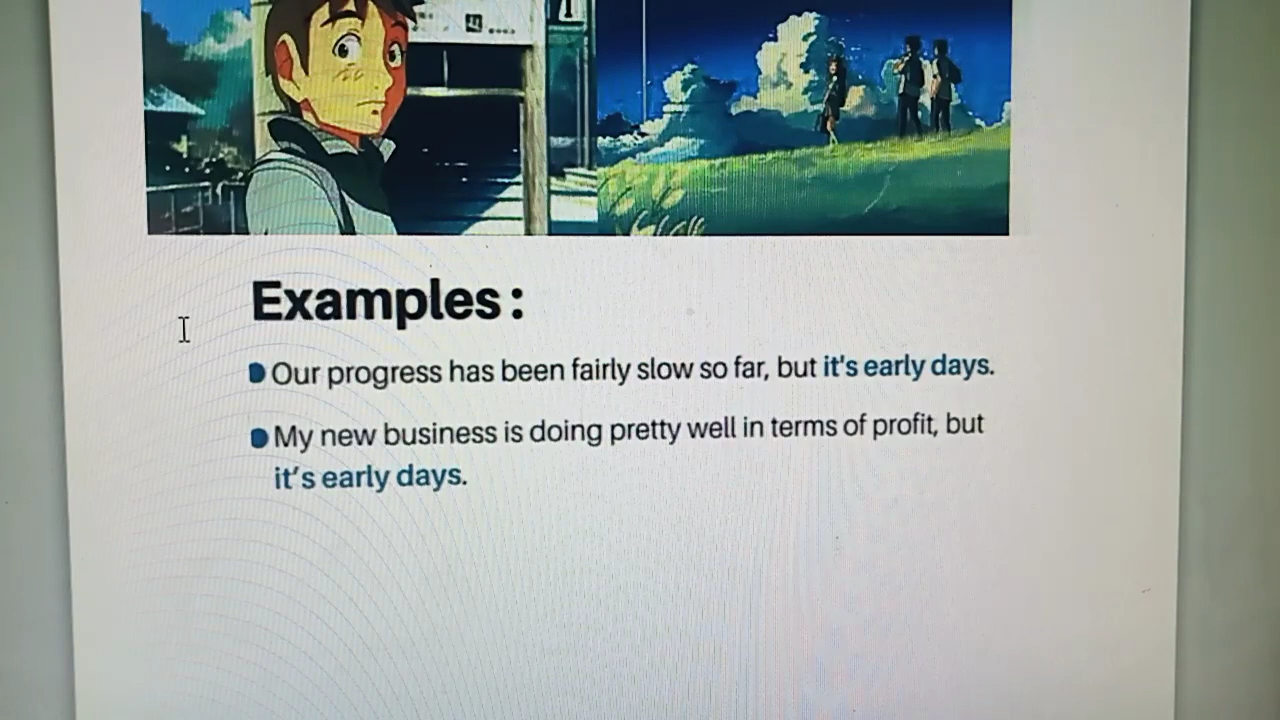 Examples :
Our progress has been fairly slow so far, but it's early days.
My new business is doing pretty well in terms of profit, but
it's early days.